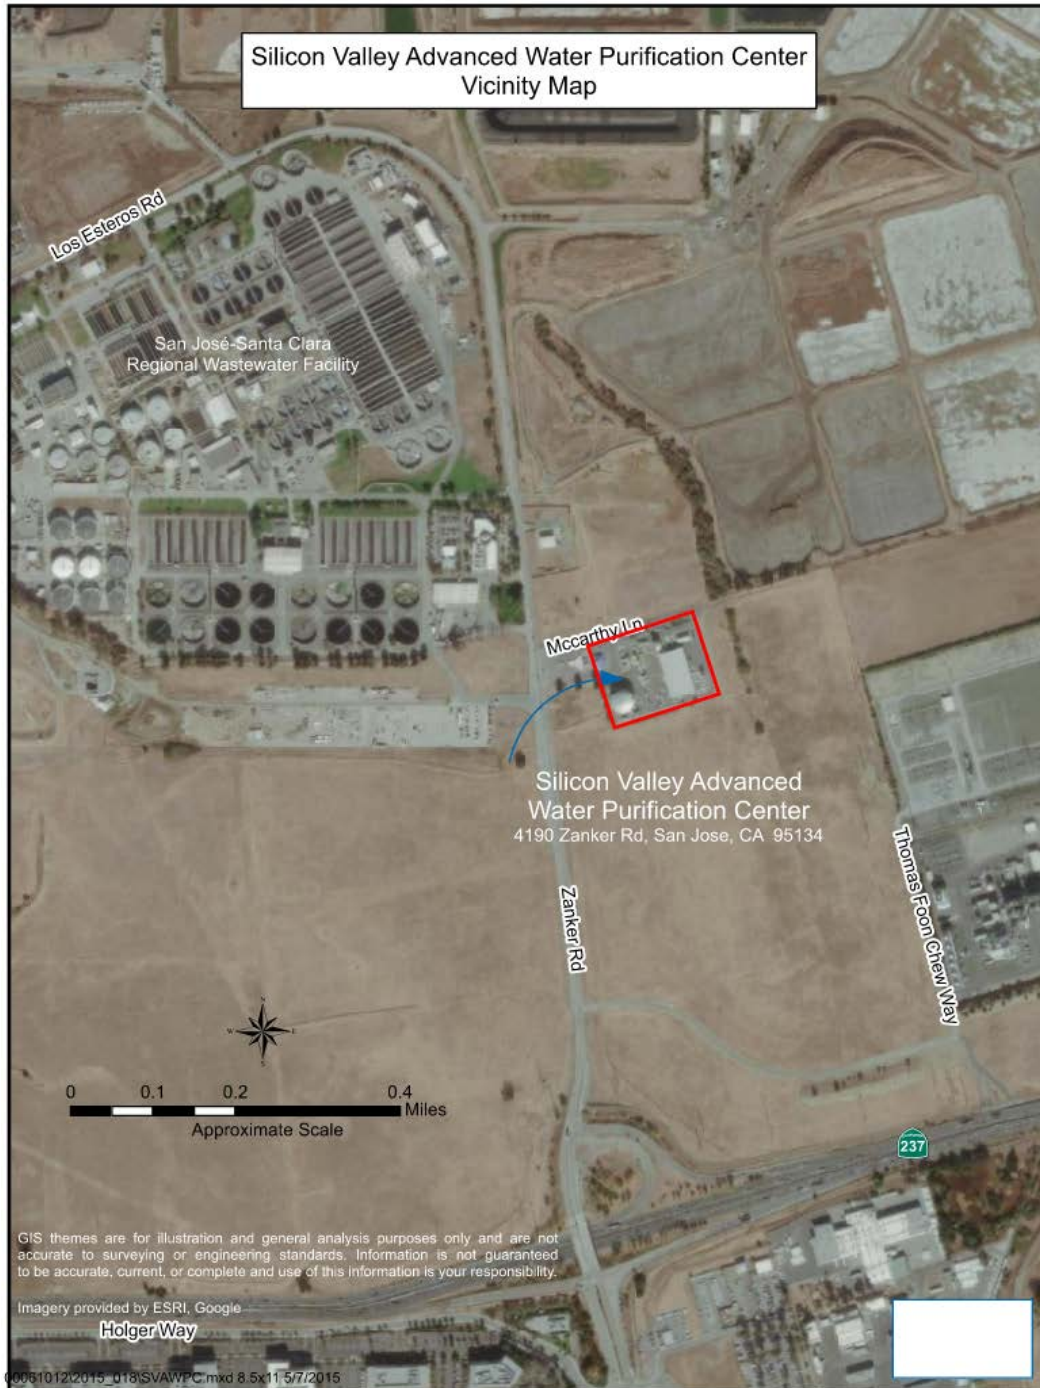 Silicon Valley Advanced Water Purification Center
Vicinity Map
Los Esteros Rd
San José-Santa Clara
Regional Wastewater Facility
Mccarthy Ln
Silicon Valley Advanced
Water Purification Center
4190 Zanker Rd, San Jose, CA 95134
Thomas Foon Chew Way
Zanker Rd
N
W E
S
0 0.1 0.2 0.4
Miles
Approximate Scale
237
GIS themes are for illustration and general analysis purposes only and are not
accurate to surveying or engineering standards. Information is not guaranteed
to be accurate, current, or complete and use of this information is your responsibility.
Imagery provided by ESRI, Google
Holger Way
00061012\2015_018\SVAWPC.mxd 8.5x11 5/7/2015